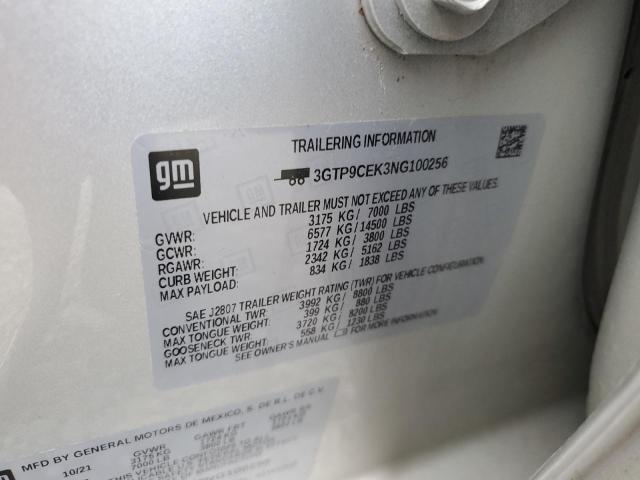 TRAILERING INFORMATION
gm
3GTP9CEK3NG100256
VEHICLE AND TRAILER MUST NOT EXCEED ANY OF THESE VALUES.
GVWR: 3175 KG/ 7000 LBS
GCWR: 6577 KG/14500 LBS
RGAWR: 1724 KG/ 3800 LBS
CURB WEIGHT: 2342 KG/ 5162 LBS
MAX PAYLOAD: 834 KG/ 1838 LBS
SAE J2807 TRAILER WEIGHT RATING (TWR) FOR VEHICLE CONFIGURATION.
CONVENTIONAL TWR: 3992 KG/ 8800 LBS
MAX TONGUE WEIGHT: 399 KG/ 880 LBS
GOOSENECK TWR: 3720 KG/ 8200 LBS
MAX TONGUE WEIGHT: 558 KG/ 1230 LBS
SEE OWNER'S MANUAL FOR MORE INFORMATION
MFD BY GENERAL MOTORS DE MEXICO, S. DE R.L. DE C.V.
10/21 GVWR
3175 KG
7000 LB